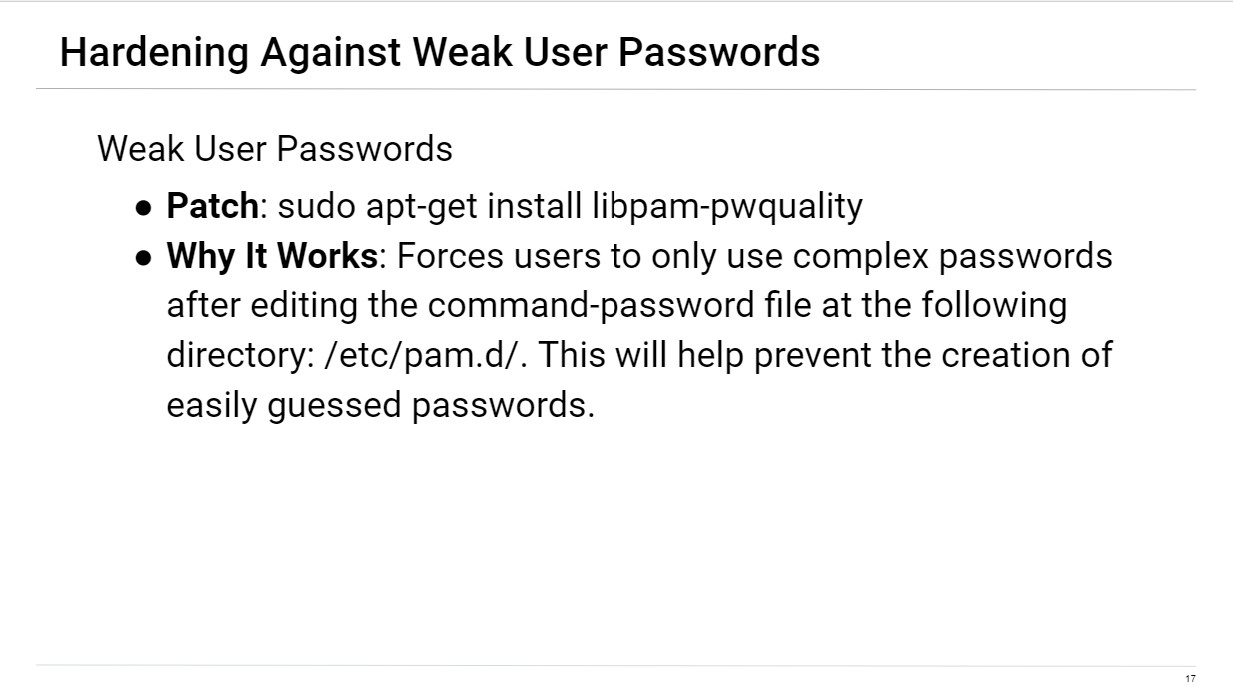 Hardening Against Weak User Passwords
Weak User Passwords
● Patch: sudo apt-get install libpam-pwquality
● Why It Works: Forces users to only use complex passwords
after editing the command-password file at the following
directory: /etc/pam.d/. This will help prevent the creation of
easily guessed passwords.
17